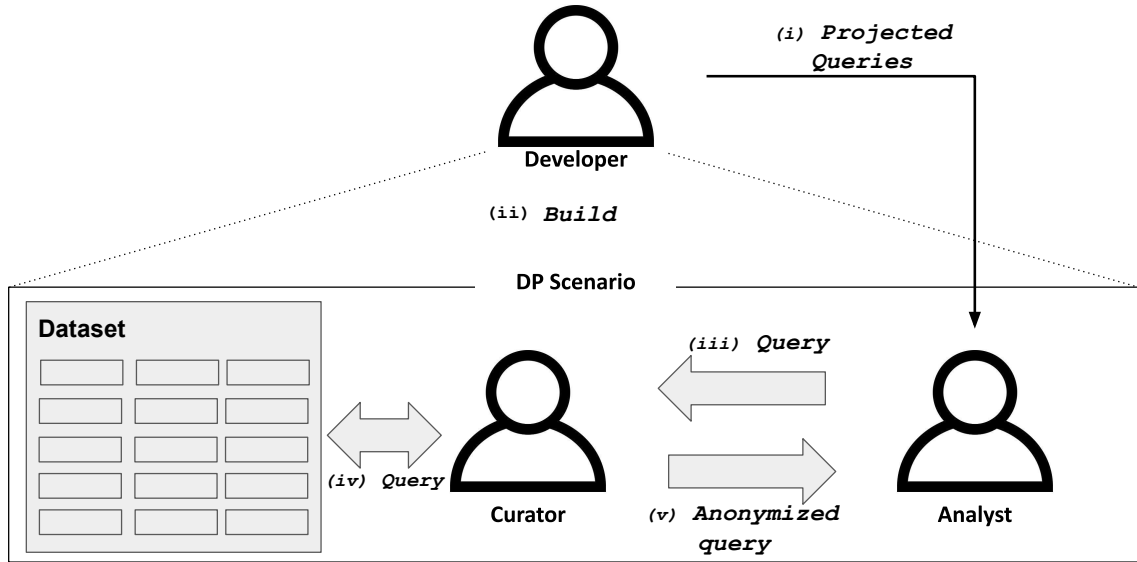 (i) Projected
Queries
Developer
(ii) Build
DP Scenario
Dataset
(iii) Query
(iv) Query
Curator
Analyst
(v) Anonymized
query